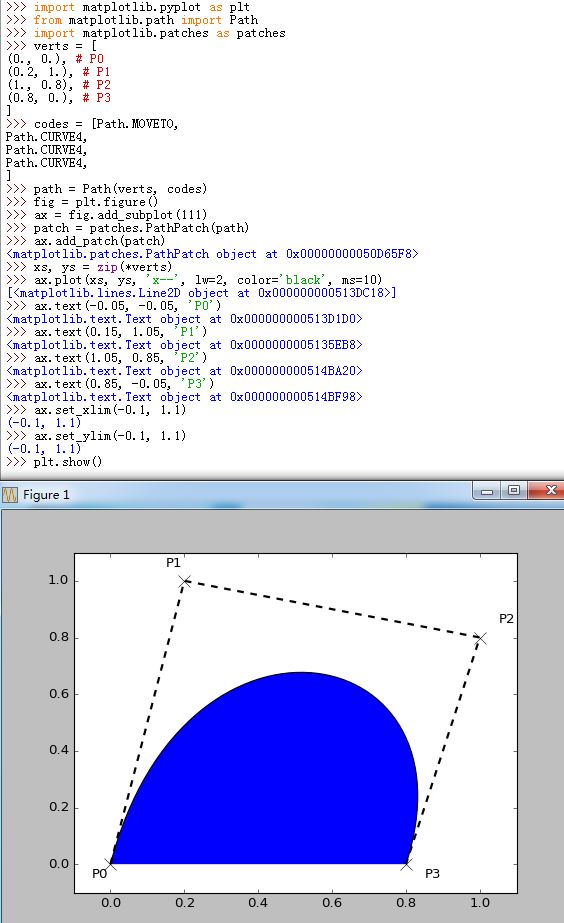 >>> import matplotlib.pyplot as plt
>>> from matplotlib.path import Path
>>> import matplotlib.patches as patches
>>> verts = [
(0., 0.), # P0
(0.2, 1.), # P1
(1., 0.8), # P2
(0.8, 0.), # P3
]
>>> codes = [Path.MOVETO,
Path.CURVE4,
Path.CURVE4,
Path.CURVE4,
]
>>> path = Path(verts, codes)
>>> fig = plt.figure()
>>> ax = fig.add_subplot(111)
>>> patch = patches.PathPatch(path)
>>> ax.add_patch(patch)
<matplotlib.patches.PathPatch object at 0x00000000050D65F8>
>>> xs, ys = zip(*verts)
>>> ax.plot(xs, ys, 'x--', lw=2, color='black', ms=10)
[<matplotlib.lines.Line2D object at 0x000000000513DC18>]
>>> ax.text(-0.05, -0.05, 'P0')
<matplotlib.text.Text object at 0x000000000513D1D0>
>>> ax.text(0.15, 1.05, 'P1')
<matplotlib.text.Text object at 0x0000000005135EB8>
>>> ax.text(1.05, 0.85, 'P2')
<matplotlib.text.Text object at 0x000000000514BA20>
>>> ax.text(0.85, -0.05, 'P3')
<matplotlib.text.Text object at 0x000000000514BF98>
>>> ax.set_xlim(-0.1, 1.1)
(-0.1, 1.1)
>>> ax.set_ylim(-0.1, 1.1)
(-0.1, 1.1)
>>> plt.show()
Figure 1
P1
1.0
P2
0.8
0.6
0.4
0.2
0.0
P0
P3
0.0 0.2 0.4 0.6 0.8 1.0